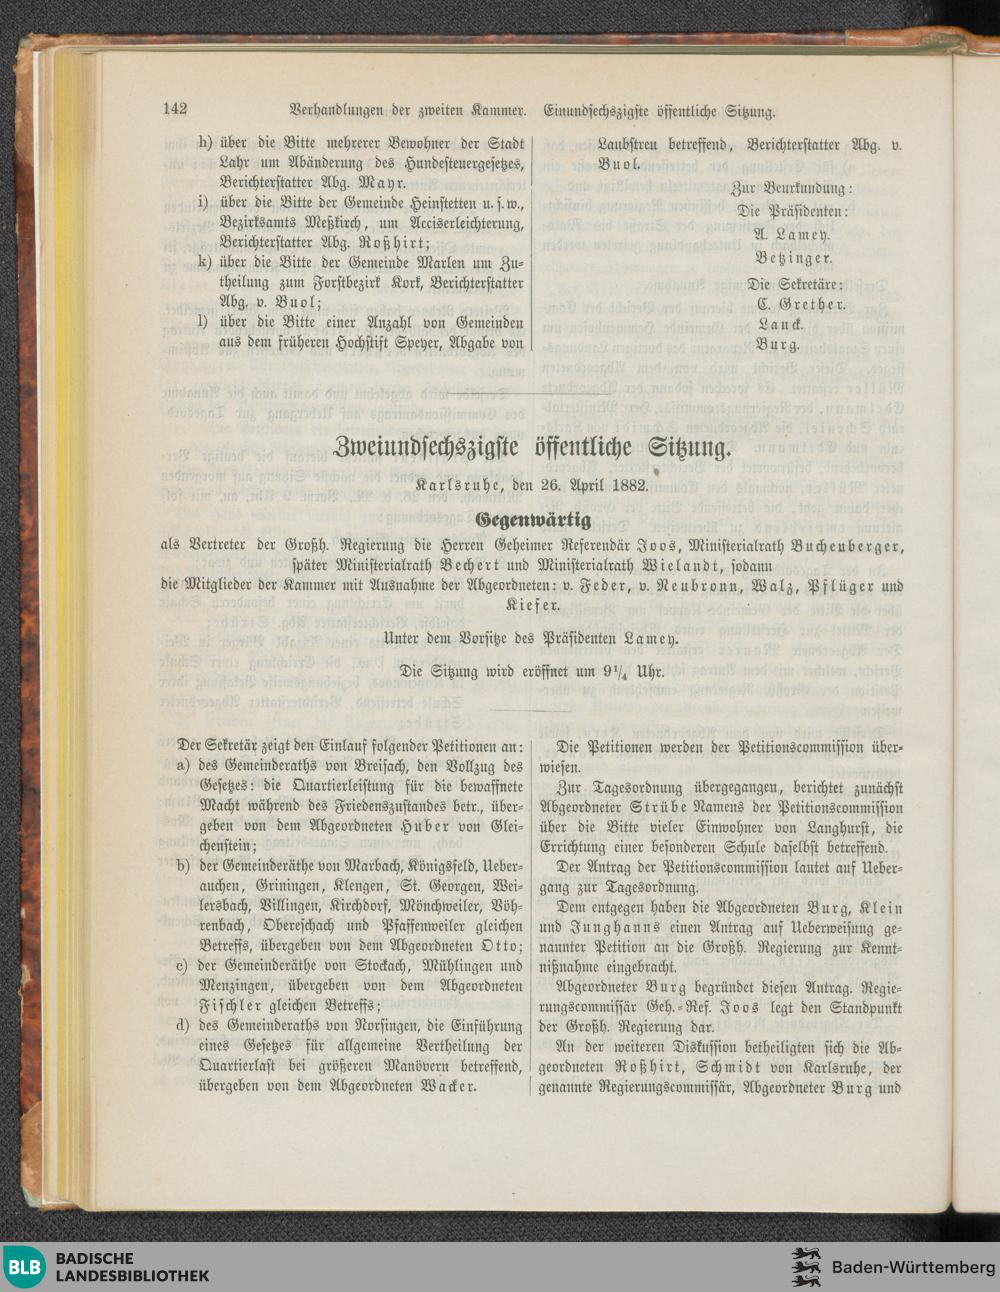 142 Verhandlungen der zweiten Kammer. Einundsechszigste öffentliche Sitzung.
h) über die Bitte mehrerer Bewohner der Stadt
Lahr um Abänderung des Hundesteuergesetzes,
Berichterstatter Abg. Mayr.
i) über die Bitte der Gemeinde Heinstetten u. s. w.,
Bezirksamts Meßkirch, um Acciserleichterung,
Berichterstatter Abg. Roßhirt;
k) über die Bitte der Gemeinde Marlen um Zu-
theilung zum Forstbezirk Kork, Berichterstatter
Abg. v. Buol;
l) über die Bitte einer Anzahl von Gemeinden
aus dem früheren Hochstift Speyer, Abgabe von
Laubstreu betreffend, Berichterstatter Abg. v.
Buol.
Zur Beurkundung:
Die Präsidenten:
A. Lamey.
Betzinger.
Die Sekretäre:
C. Grether.
Lauck.
Burg.
Zweiundsechszigste öffentliche Sitzung.
Karlsruhe, den 26. April 1882.
Gegenwärtig
als Vertreter der Großh. Regierung die Herren Geheimer Referendär Joos, Ministerialrath Buchenberger,
später Ministerialrath Bechert und Ministerialrath Wielandt, sodann
die Mitglieder der Kammer mit Ausnahme der Abgeordneten: v. Feder, v. Neubronn, Walz, Pflüger und
Kiefer.
Unter dem Vorsitze des Präsidenten Lamey.
Die Sitzung wird eröffnet um 9 1/4 Uhr.
Der Sekretär zeigt den Einlauf folgender Petitionen an:
a) des Gemeinderaths von Breisach, den Vollzug des
Gesetzes: die Quartierleistung für die bewaffnete
Macht während des Friedenszustandes betr., über-
geben von dem Abgeordneten Huber von Glei-
chenstein;
b) der Gemeinderäthe von Marbach, Königsfeld, Ueber-
auchen, Griningen, Klengen, St. Georgen, Wei-
lersbach, Villingen, Kirchdorf, Mönchweiler, Vöh-
renbach, Obereschach und Pfaffenweiler gleichen
Betreffs, übergeben von dem Abgeordneten Otto;
c) der Gemeinderäthe von Stockach, Mühlingen und
Menzingen, übergeben von dem Abgeordneten
Fischler gleichen Betreffs;
d) des Gemeinderaths von Norsingen, die Einführung
eines Gesetzes für allgemeine Vertheilung der
Quartierlast bei größeren Manövern betreffend,
übergeben von dem Abgeordneten Wacker.
Die Petitionen werden der Petitionscommission über-
wiesen.
Zur Tagesordnung übergegangen, berichtet zunächst
Abgeordneter Strübe Namens der Petitionscommission
über die Bitte vieler Einwohner von Langhurst, die
Errichtung einer besonderen Schule daselbst betreffend.
Der Antrag der Petitionscommission lautet auf Ueber-
gang zur Tagesordnung.
Dem entgegen haben die Abgeordneten Burg, Klein
und Junghanns einen Antrag auf Ueberweisung ge-
nannter Petition an die Großh. Regierung zur Kennt-
nißnahme eingebracht.
Abgeordneter Burg begründet diesen Antrag. Regie-
rungscommissär Geh.-Ref. Joos legt den Standpunkt
der Großh. Regierung dar.
An der weiteren Diskussion betheiligten sich die Ab-
geordneten Roßhirt, Schmidt von Karlsruhe, der
genannte Regierungscommissär, Abgeordneter Burg und
BLB BADISCHE
LANDESBIBLIOTHEK
Baden-Württemberg